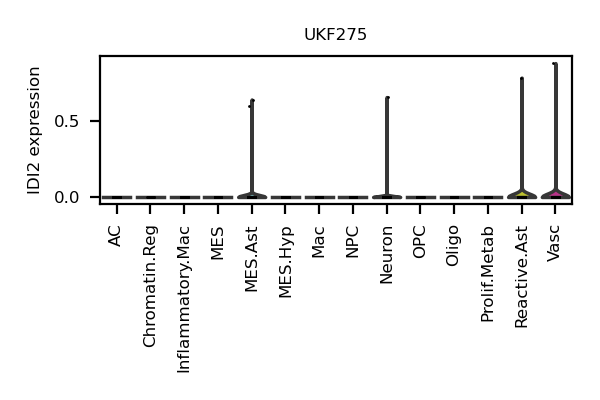 UKF275
IDI2 expression
0.5
0.0
AC
Chromatin.Reg
Inflammatory.Mac
MES
MES.Ast
MES.Hyp
Mac
NPC
Neuron
OPC
Oligo
Prolif.Metab
Reactive.Ast
Vasc